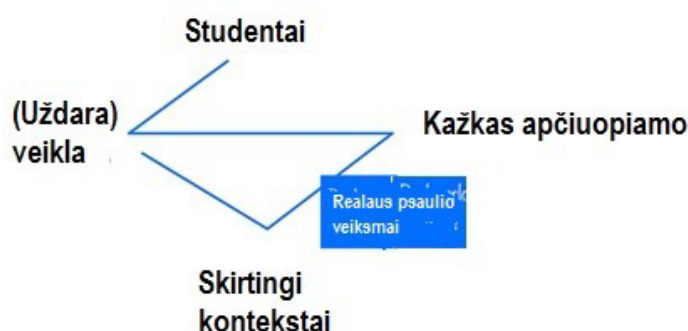 Studentai
(Uždara)
veikla
Kažkas apčiuopiamo
Realaus psaulio
veiksmai
Skirtingi
kontekstai